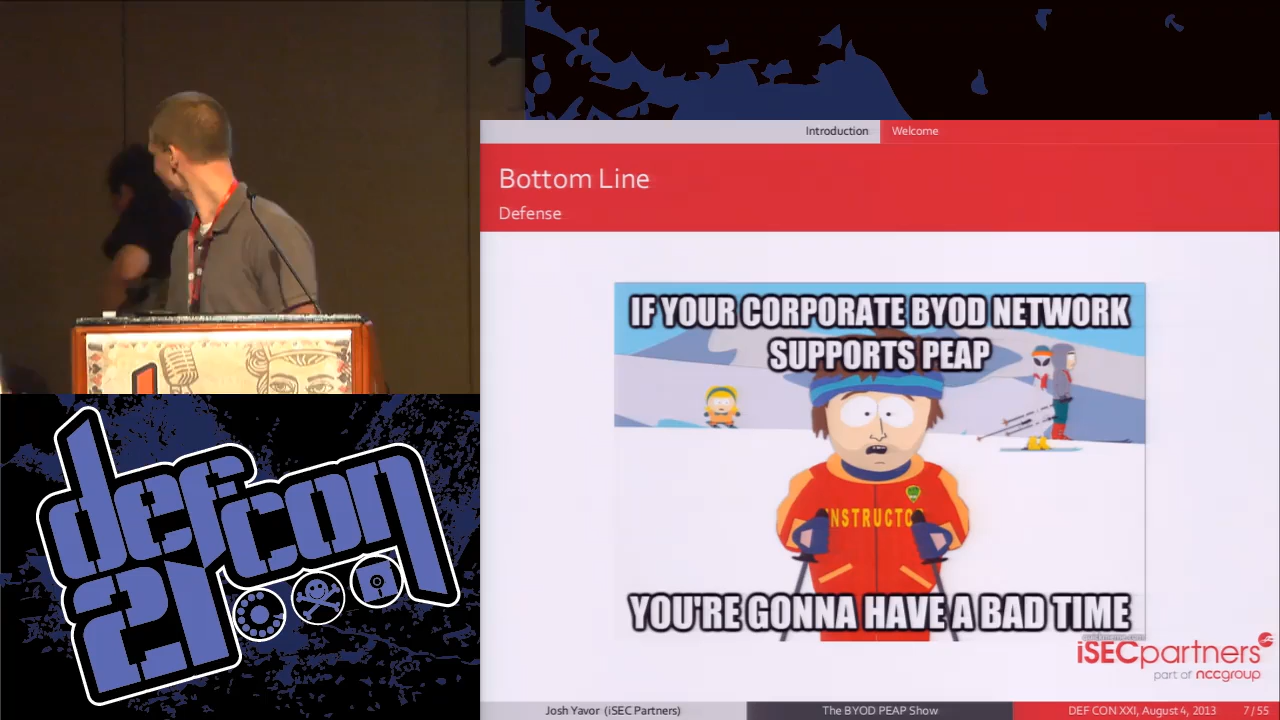 Introduction
Welcome
Bottom Line
Defense
IF YOUR CORPORATE BYOD NETWORK
SUPPORTS PEAP
INSTRUCTO
YOU'RE GONNA HAVE A BAD TIME
iSECpartners
part of nccgroup
Josh Yavor (iSEC Partners)
The BYOD PEAP Show
DEF CON XXI, August 4, 2013
7 / 55
defcon
21